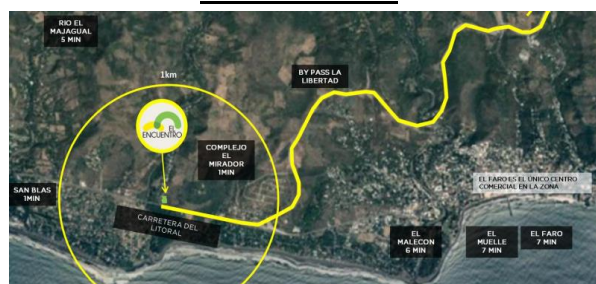 RIO EL
MAJAGUAL
5 MIN
1km
BY PASS LA
LIBERTAD
EL
ENCUENTRO
COMPLEJO
EL
MIRADOR
1MIN
SAN BLAS
1MIN
EL FARO ES EL ÚNICO CENTRO
COMERCIAL EN LA ZONA
CARRETERA DEL
LITORAL
EL
MALECON
6 MIN
EL
MUELLE
7 MIN
EL FARO
7 MIN